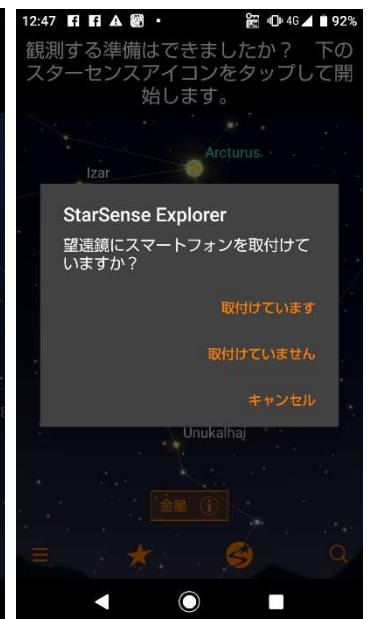 12:47 4G 92%
観測する準備はできましたか？ 下の
スターセンスアイコンをタップして開
始します。
Arcturus
Izar
StarSense Explorer
望遠鏡にスマートフォンを取付けて
いますか？
取付けています
取付けていません
キャンセル
Unukalhai
金星 i